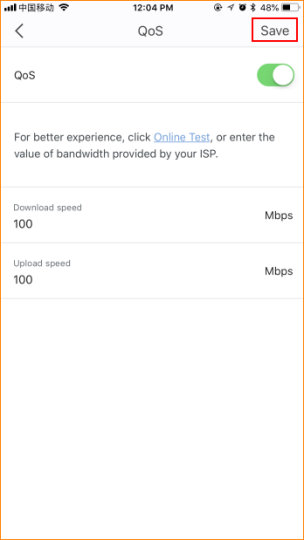 中国移动 12:04 PM 48%
QoS Save
QoS
For better experience, click Online Test, or enter the
value of bandwidth provided by your ISP.
Download speed
100 Mbps
Upload speed
100 Mbps